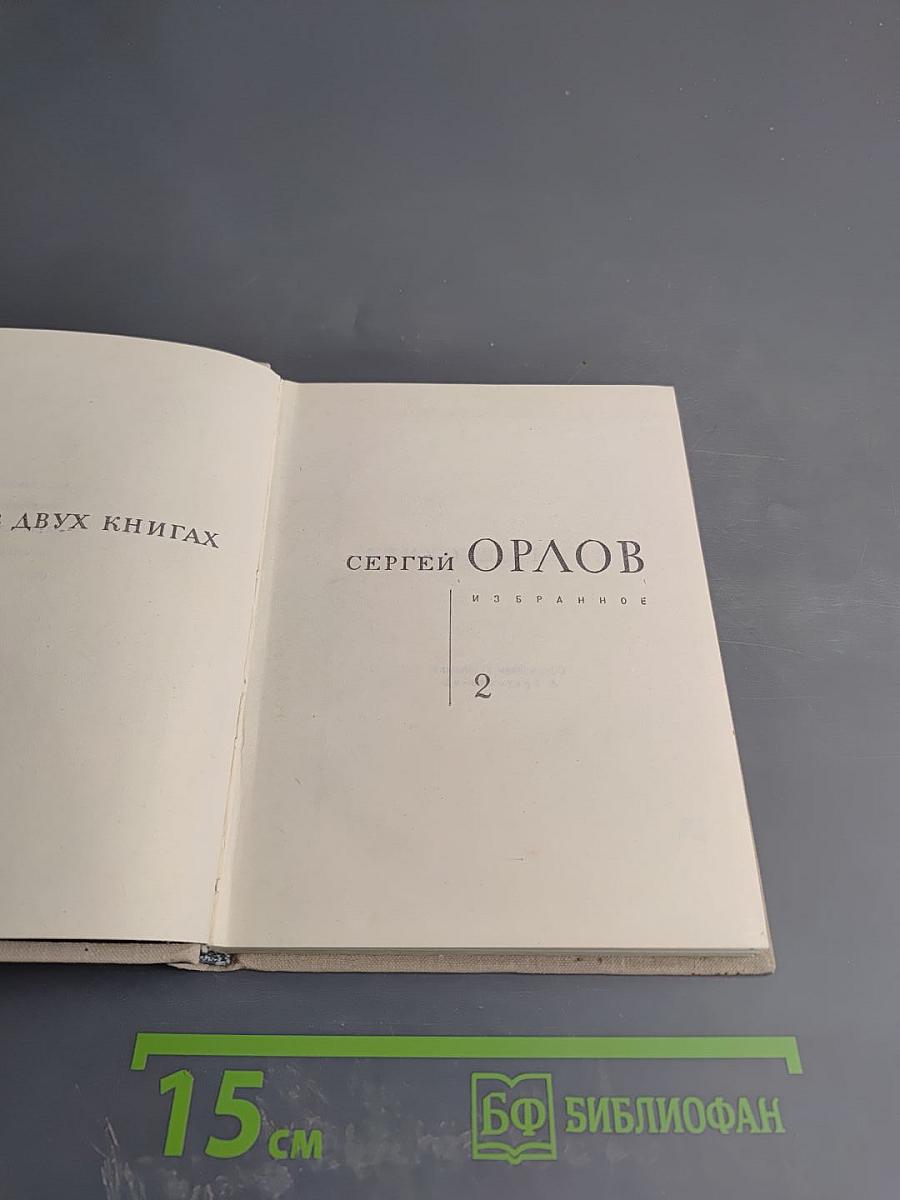 В ДВУХ КНИГАХ
СЕРГЕЙ ОРЛОВ
ИЗБРАННОЕ
2
15 см
БФ БИБЛИОФАН